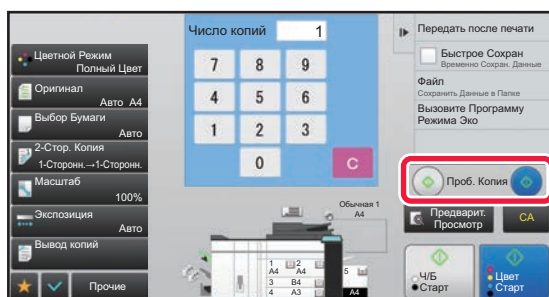 Число копий 1
Цветной Режим
Полный Цвет
Оригинал
Авто A4
Выбор Бумаги
Авто
2-Стор. Копия
1-Сторонн.→1-Сторонн.
Масштаб
100%
Экспозиция
Авто
Вывод копий
Прочие
7 8 9
4 5 6
1 2 3
0 C
Обычная 1
A4
1 2
A4 A4
5
3 B4
4 A3
A4
Передать после печати
Быстрое Сохран
Временно Сохран. Данные
Файл
Сохранить Данные в Папке
Вызовите Программу
Режима Эко
Проб. Копия
Предварит.
Просмотр
CA
Ч/Б
Старт
Цвет
Старт